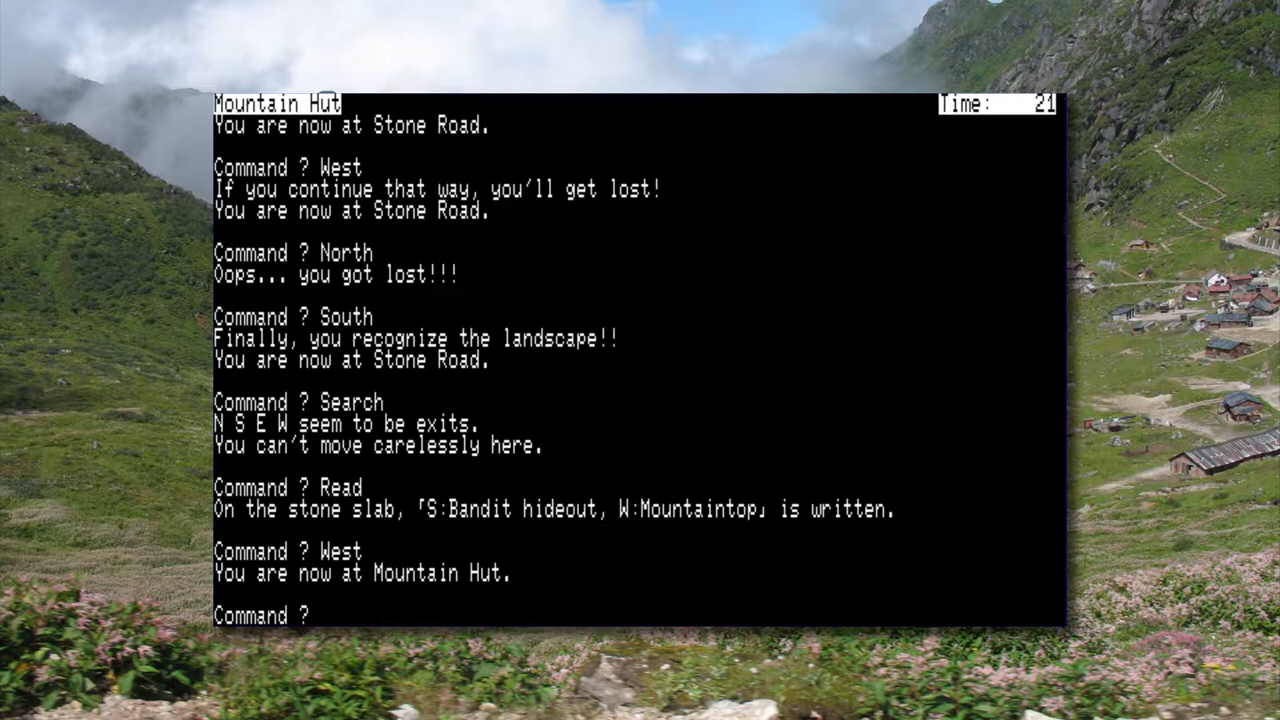 Mountain Hut Time: 21
You are now at Stone Road.
Command ? West
If you continue that way, you'll get lost!
You are now at Stone Road.
Command ? North
Oops... you got lost!!!
Command ? South
Finally, you recognize the landscape!!
You are now at Stone Road.
Command ? Search
N S E W seem to be exits.
You can't move carelessly here.
Command ? Read
On the stone slab, ｢S:Bandit hideout, W:Mountaintop｣ is written.
Command ? West
You are now at Mountain Hut.
Command ?